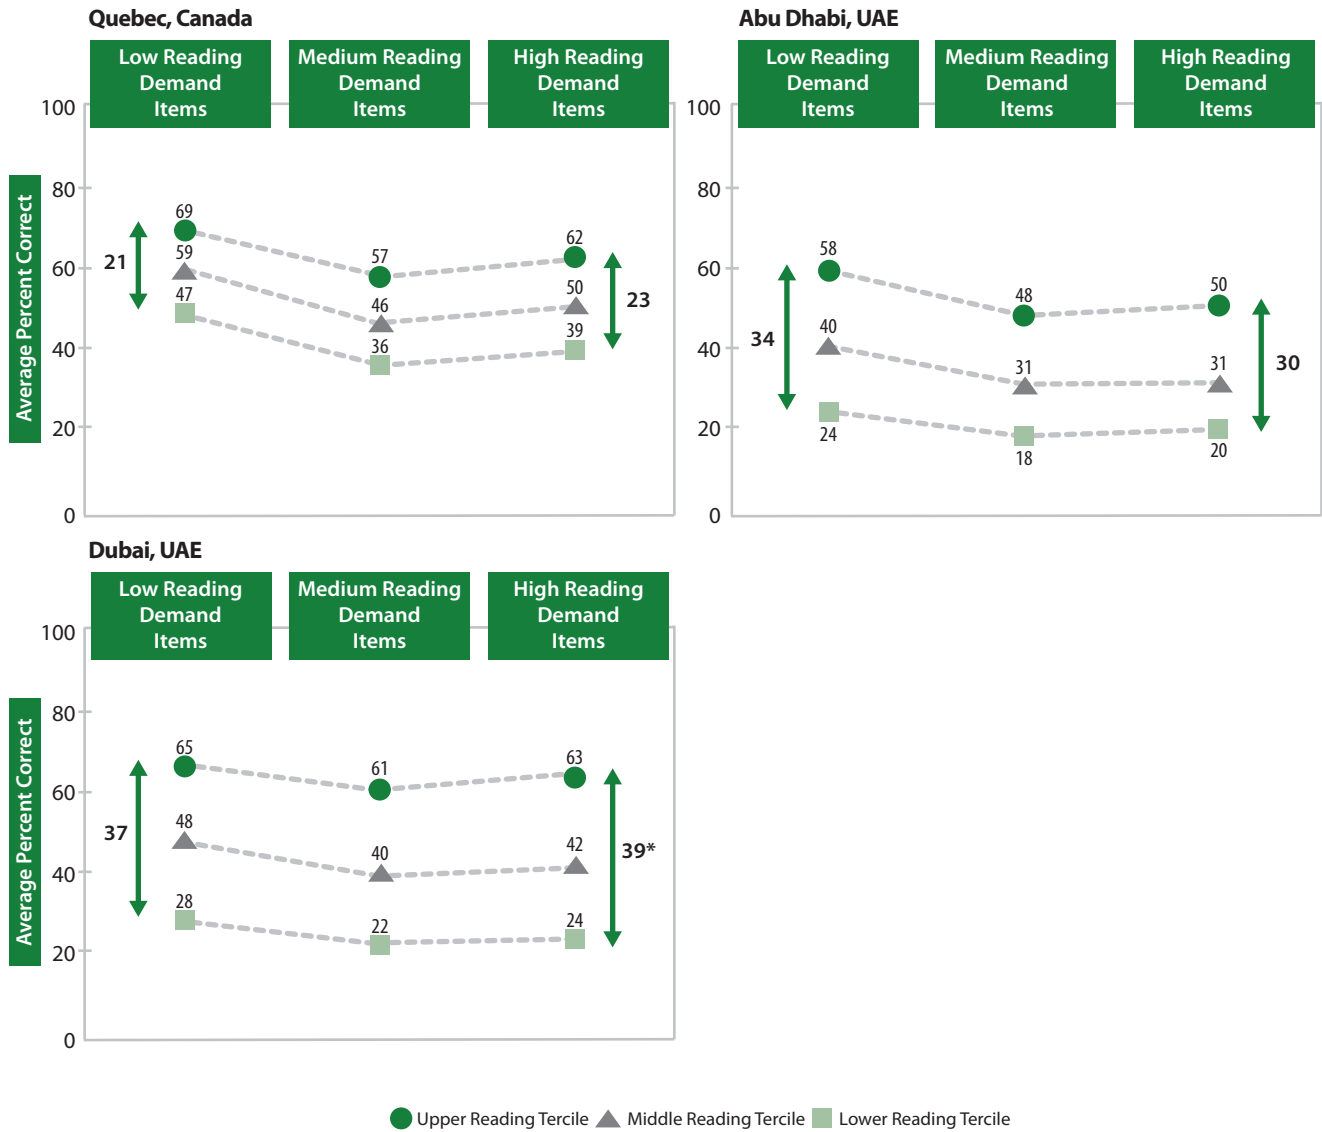 Quebec, Canada
Low Reading
Demand
Items
Medium Reading
Demand
Items
High Reading
Demand
Items
Average Percent Correct
100
80
60
40
20
0
21
69
59
47
57
46
36
62
50
39
23
Abu Dhabi, UAE
Low Reading
Demand
Items
Medium Reading
Demand
Items
High Reading
Demand
Items
100
80
60
40
20
0
34
58
40
24
48
31
18
50
31
20
30
Dubai, UAE
Low Reading
Demand
Items
Medium Reading
Demand
Items
High Reading
Demand
Items
Average Percent Correct
100
80
60
40
20
0
37
65
48
28
61
40
22
63
42
24
39*
Upper Reading Tercile Middle Reading Tercile Lower Reading Tercile